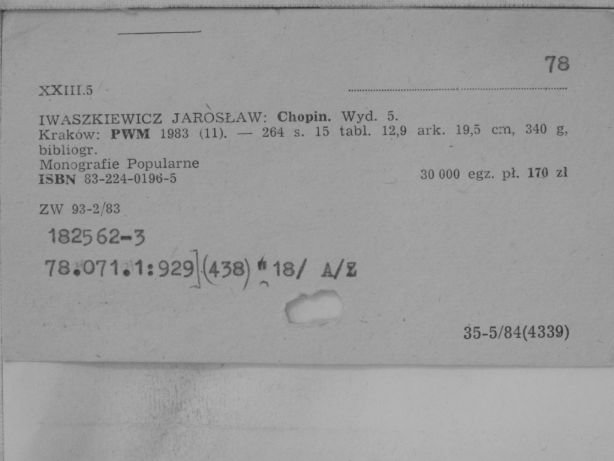 78
XXIII.5
IWASZKIEWICZ JAROSŁAW: Chopin. Wyd. 5.
Kraków: PWM 1983 (11). — 264 s. 15 tabl. 12,9 ark. 19,5 cm, 340 g,
bibliogr.
Monografie Popularne
ISBN 83-224-0196-5 30 000 egz. pł. 170 zł
ZW 93-2/83
182562-3
78.071.1:929](438)"18/ A/Z
35-5/84(4339)